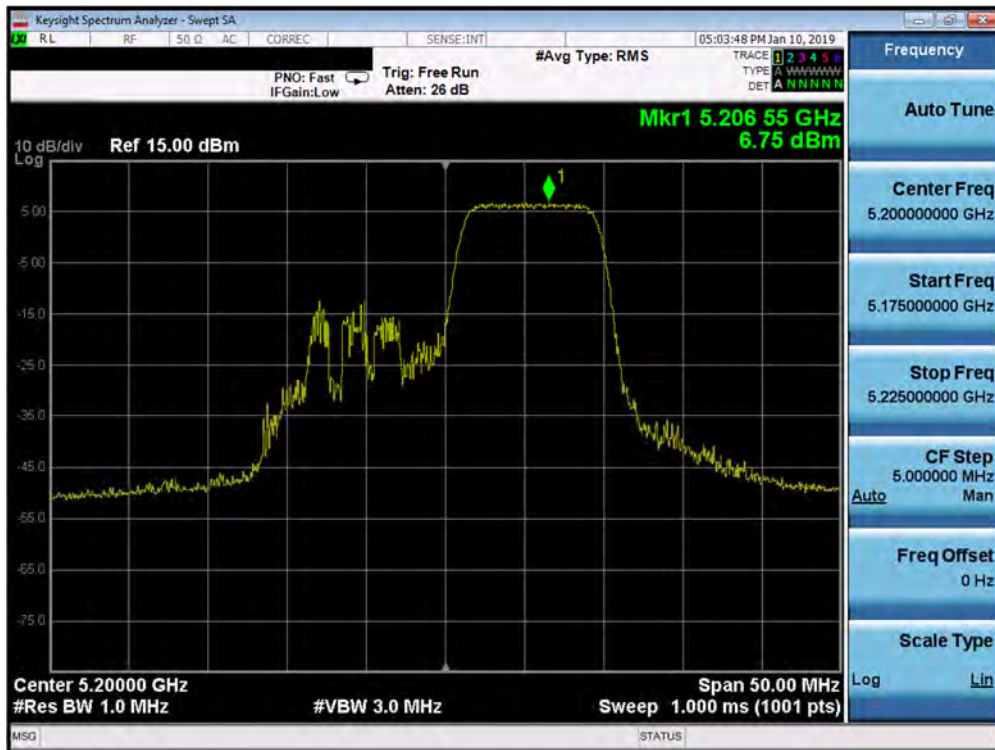 Keysight Spectrum Analyzer - Swept SA
LXI RL RF 50 Ω AC CORREC SENSE:INT 05:03:48 PM Jan 10, 2019
#Avg Type: RMS
TRACE 1 2 3 4 5 6
PNO: Fast Trig: Free Run TYPE A WWWWW
IFGain:Low Atten: 26 dB DET A N N N N N
Mkr1 5.206 55 GHz
6.75 dBm
10 dB/div Ref 15.00 dBm
Log
1
5.00
-5.00
-15.0
-25.0
-35.0
-45.0
-55.0
-65.0
-75.0
Center 5.20000 GHz Span 50.00 MHz
#Res BW 1.0 MHz #VBW 3.0 MHz Sweep 1.000 ms (1001 pts)
MSG STATUS
Frequency
Auto Tune
Center Freq
5.200000000 GHz
Start Freq
5.175000000 GHz
Stop Freq
5.225000000 GHz
CF Step
5.000000 MHz
Auto Man
Freq Offset
0 Hz
Scale Type
Log Lin